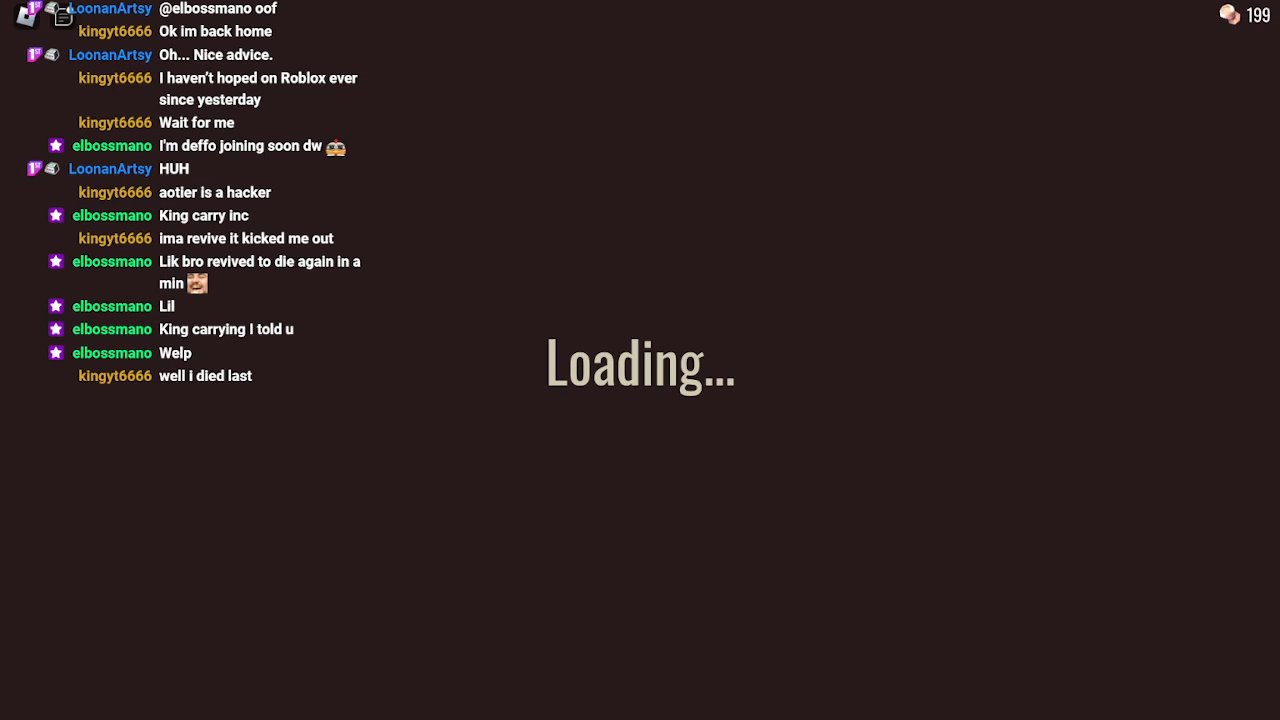 LoonanArtsy @elbossmano oof
199
kingyt6666 Ok im back home
1st LoonanArtsy Oh... Nice advice.
kingyt6666 I haven't hoped on Roblox ever
since yesterday
kingyt6666 Wait for me
elbossmano I'm deffo joining soon dw
1st LoonanArtsy HUH
kingyt6666 aotier is a hacker
elbossmano King carry inc
kingyt6666 ima revive it kicked me out
elbossmano Lik bro revived to die again in a
min
elbossmano Lil
elbossmano King carrying I told u
elbossmano Welp
kingyt6666 well i died last
Loading...